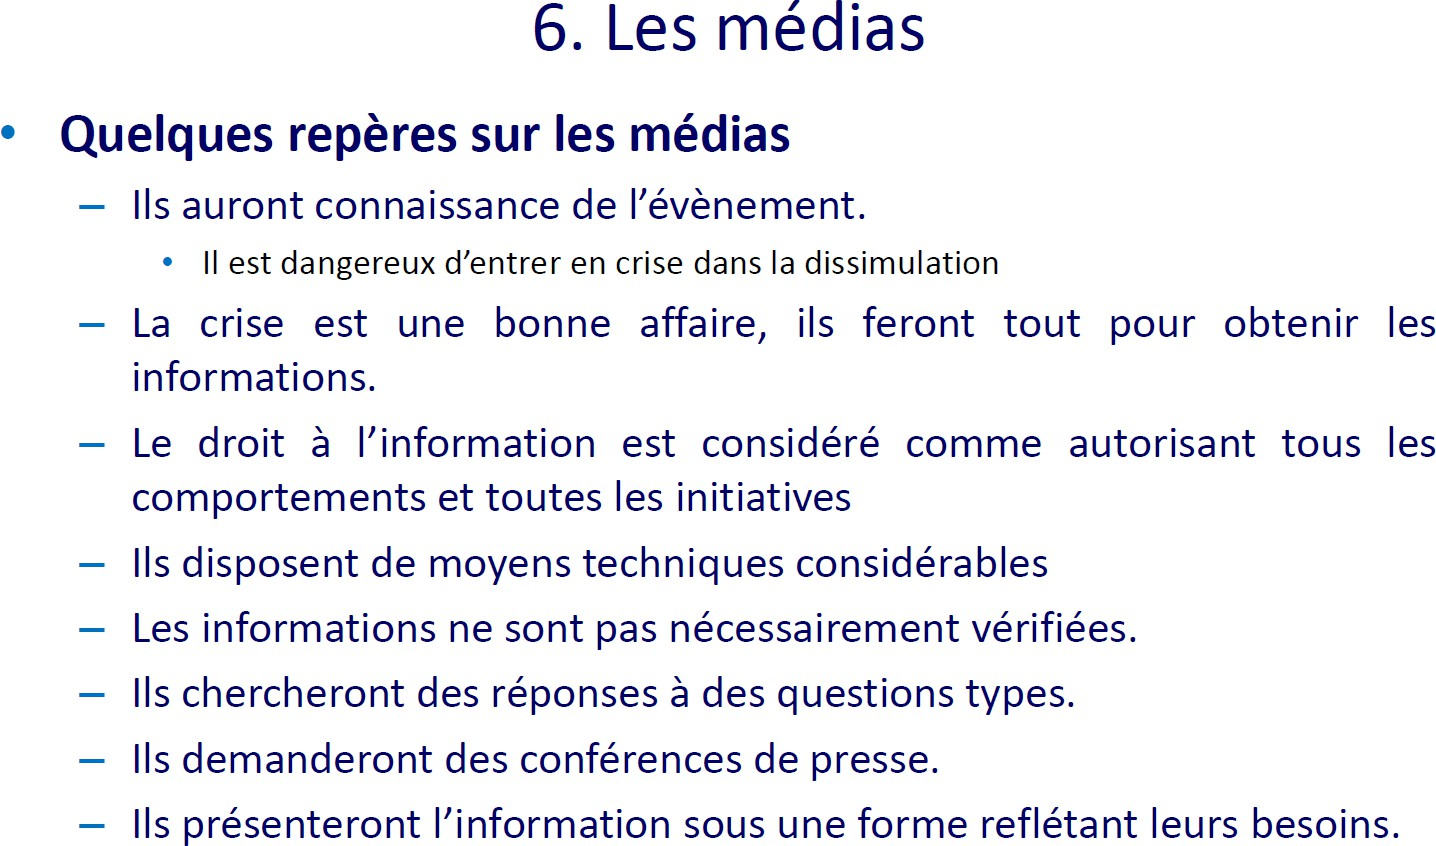 6. Les médias
• Quelques repères sur les médias
– Ils auront connaissance de l’évènement.
• Il est dangereux d’entrer en crise dans la dissimulation
– La crise est une bonne affaire, ils feront tout pour obtenir les
informations.
– Le droit à l’information est considéré comme autorisant tous les
comportements et toutes les initiatives
– Ils disposent de moyens techniques considérables
– Les informations ne sont pas nécessairement vérifiées.
– Ils chercheront des réponses à des questions types.
– Ils demanderont des conférences de presse.
– Ils présenteront l’information sous une forme reflétant leurs besoins.